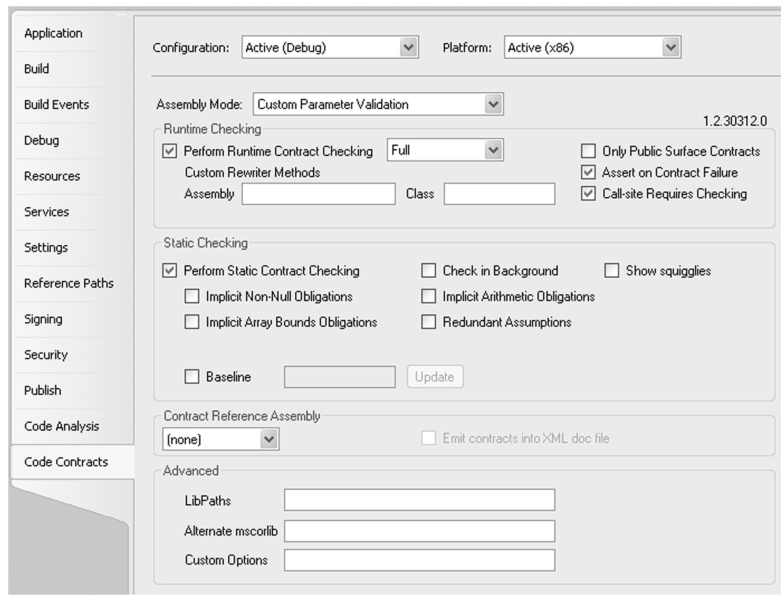 Application
Build
Build Events
Debug
Resources
Services
Settings
Reference Paths
Signing
Security
Publish
Code Analysis
Code Contracts
Configuration: Active (Debug) Platform: Active (x86)
Assembly Mode: Custom Parameter Validation
1.2.30312.0
Runtime Checking
Perform Runtime Contract Checking Full Only Public Surface Contracts
Custom Rewriter Methods Assert on Contract Failure
Assembly Class Call-site Requires Checking
Static Checking
Perform Static Contract Checking Check in Background Show squigglies
Implicit Non-Null Obligations Implicit Arithmetic Obligations
Implicit Array Bounds Obligations Redundant Assumptions
Baseline Update
Contract Reference Assembly
(none) Emit contracts into XML doc file
Advanced
LibPaths
Alternate mscorlib
Custom Options